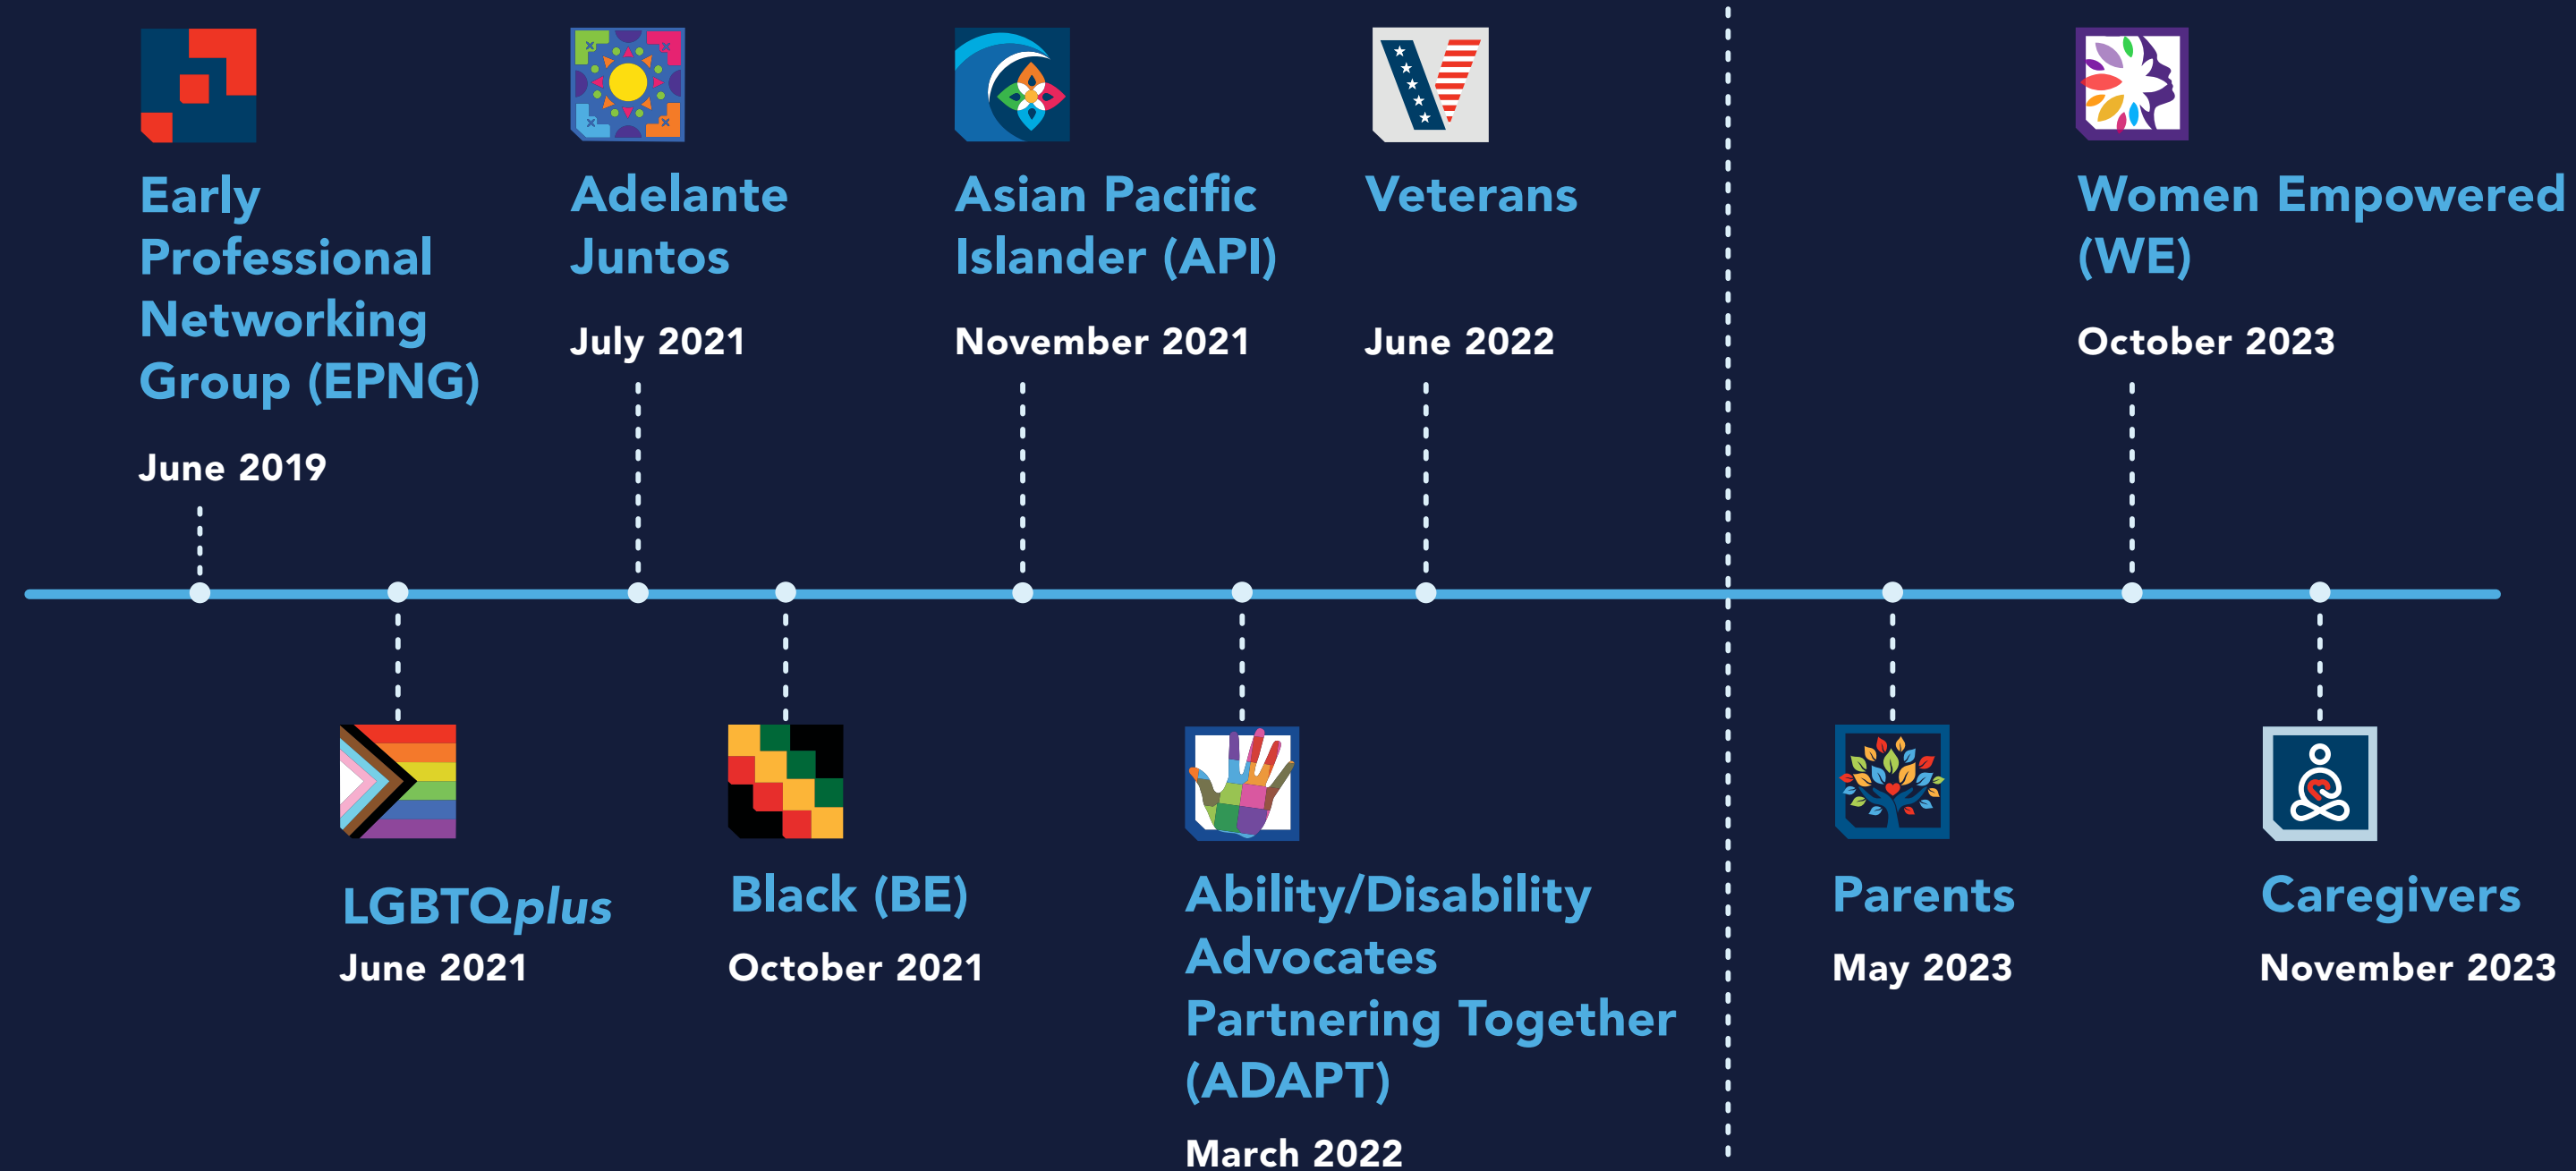 Early
Professional
Networking
Group (EPNG)
June 2019
Adelante
Juntos
July 2021
Asian Pacific
Islander (API)
November 2021
Veterans
June 2022
Women Empowered
(WE)
October 2023
LGBTQplus
June 2021
Black (BE)
October 2021
Ability/Disability
Advocates
Partnering Together
(ADAPT)
March 2022
Parents
May 2023
Caregivers
November 2023